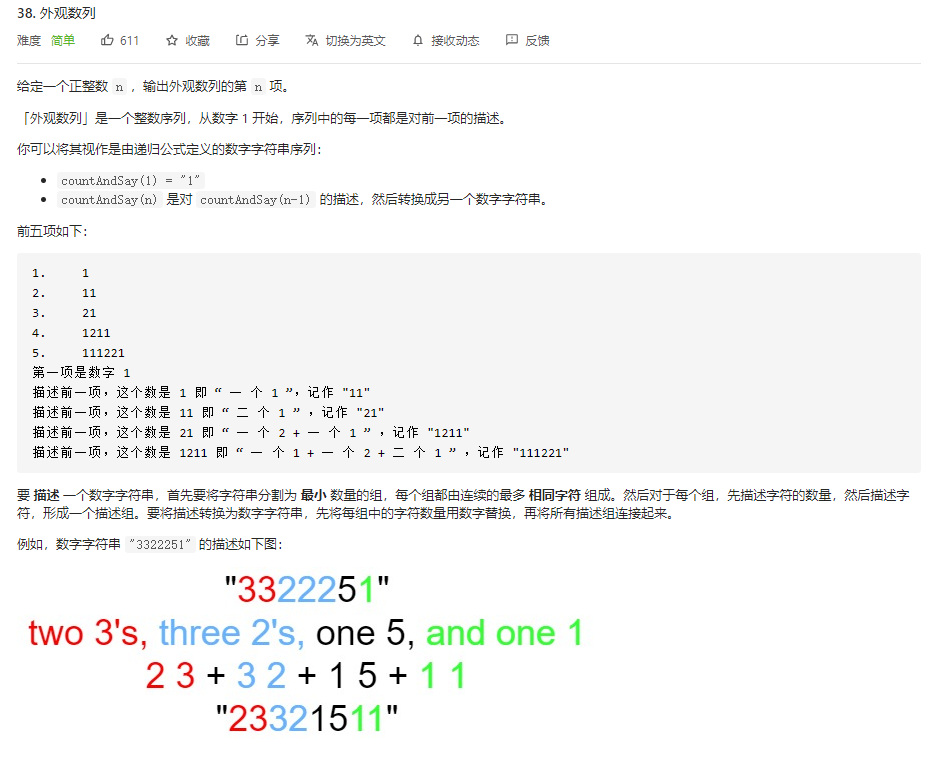 38. 外观数列
难度 简单 611 收藏 分享 切换为英文 接收动态 反馈
给定一个正整数 n ，输出外观数列的第 n 项。
「外观数列」是一个整数序列，从数字 1 开始，序列中的每一项都是对前一项的描述。
你可以将其视作是由递归公式定义的数字字符串序列：
countAndSay(1) = "1"
countAndSay(n) 是对 countAndSay(n-1) 的描述，然后转换成另一个数字字符串。
前五项如下：
1. 1
2. 11
3. 21
4. 1211
5. 111221
第一项是数字 1
描述前一项，这个数是 1 即 “ 一 个 1 ”，记作 "11"
描述前一项，这个数是 11 即 “ 二 个 1 ” ，记作 "21"
描述前一项，这个数是 21 即 “ 一 个 2 + 一 个 1 ” ，记作 "1211"
描述前一项，这个数是 1211 即 “ 一 个 1 + 一 个 2 + 二 个 1 ” ，记作 "111221"
要 描述 一个数字字符串，首先要将字符串分割为 最小 数量的组，每个组都由连续的最多 相同字符 组成。然后对于每个组，先描述字符的数量，然后描述字
符，形成一个描述组。要将描述转换为数字字符串，先将每组中的字符数量用数字替换，再将所有描述组连接起来。
例如，数字字符串 "3322251" 的描述如下图：
"3322251"
two 3's, three 2's, one 5, and one 1
2 3 + 3 2 + 1 5 + 1 1
"23321511"